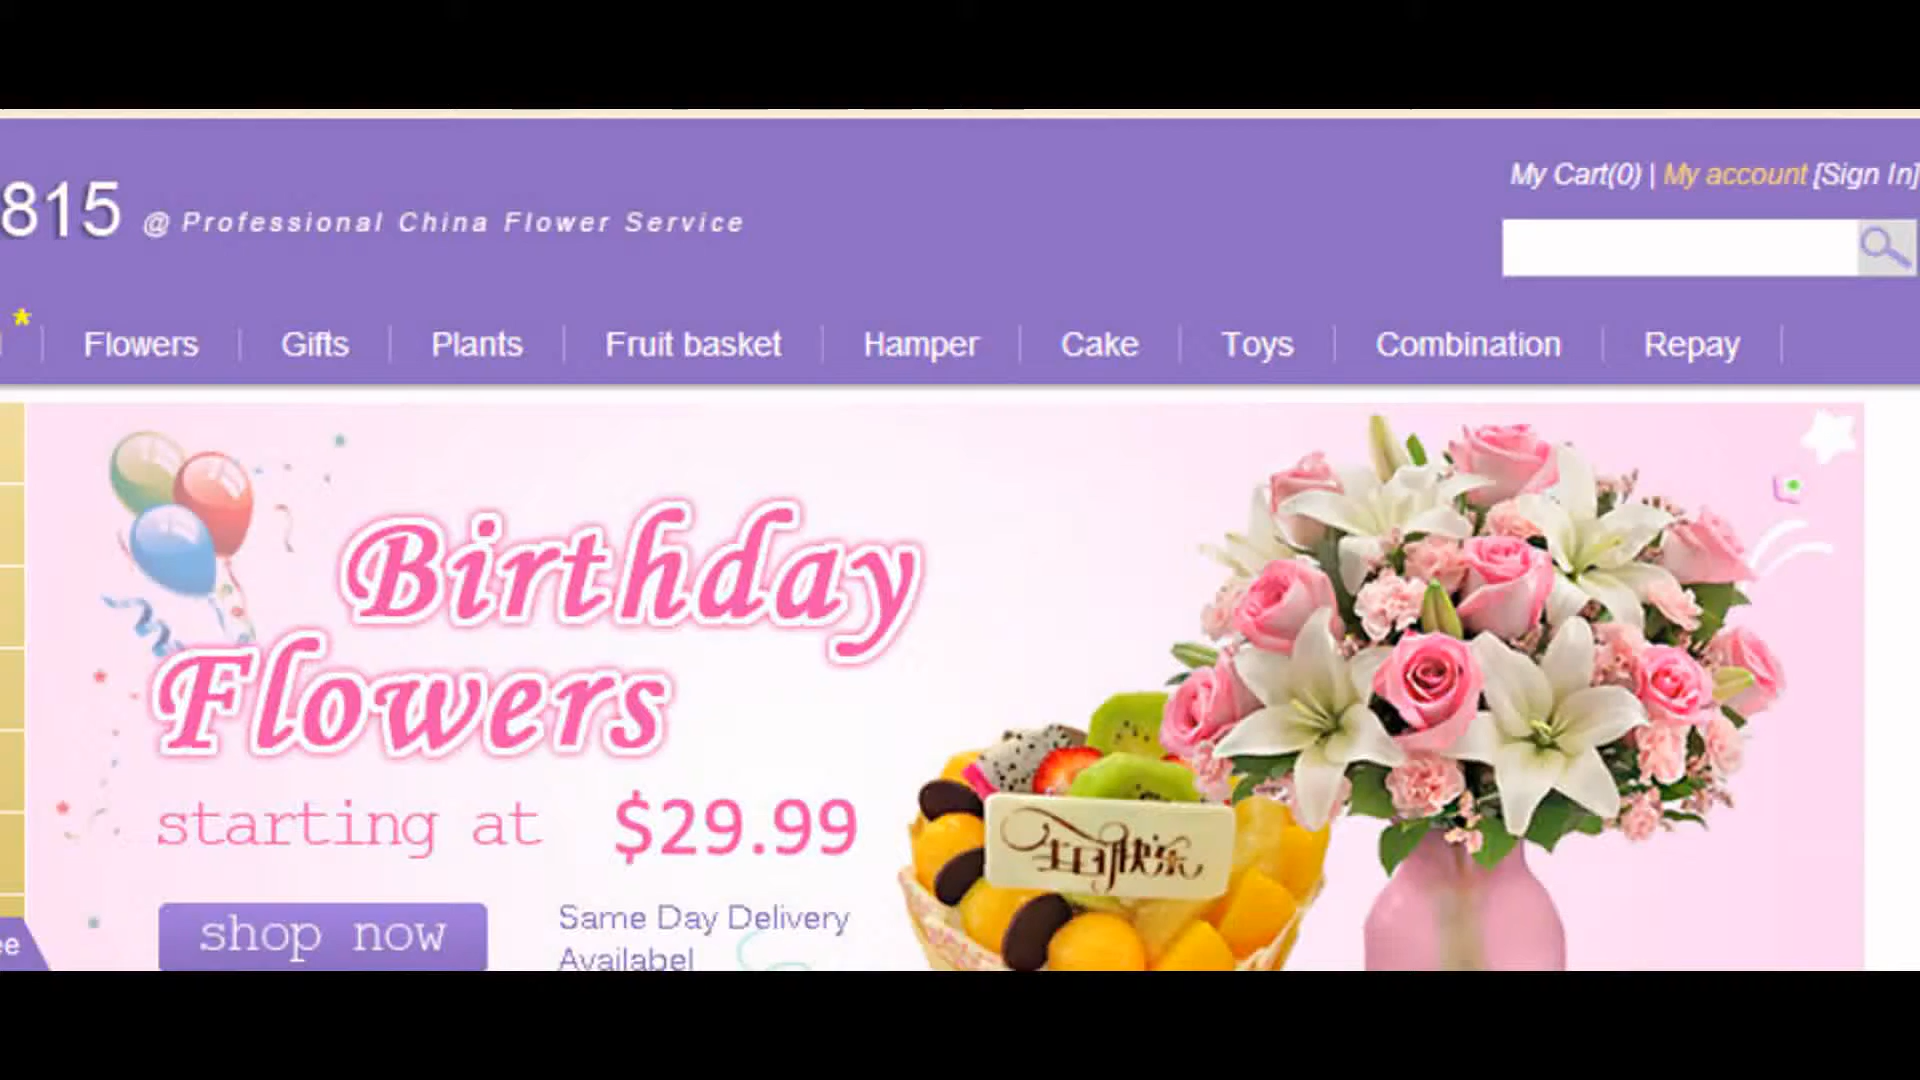 My Cart(0) | My account [Sign In]
815 @ Professional China Flower Service
* Flowers Gifts Plants Fruit basket Hamper Cake Toys Combination Repay
Birthday
Flowers
starting at $29.99
生日快乐
shop now
Same Day Delivery
Availabel
ee